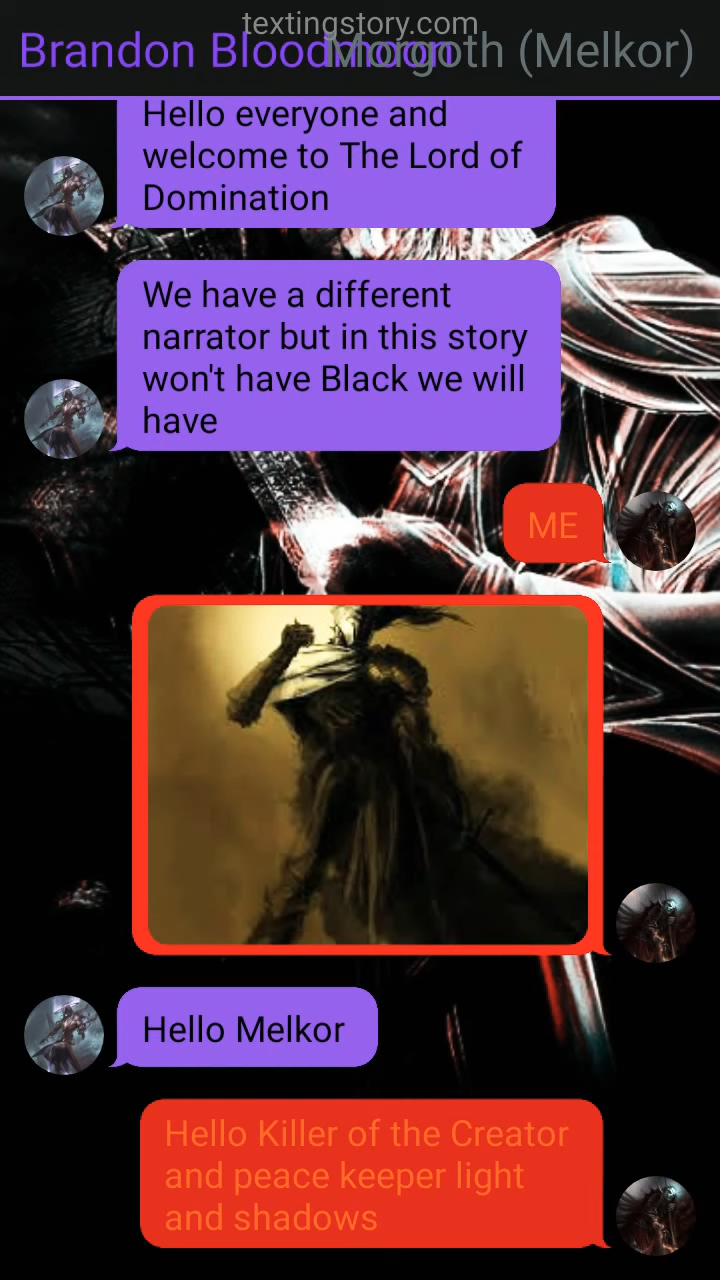 textingstory.com
Brandon Bloodmoon
Morgoth (Melkor)
Hello everyone and
welcome to The Lord of
Domination
We have a different
narrator but in this story
won't have Black we will
have
ME
Hello Melkor
Hello Killer of the Creator
and peace keeper light
and shadows